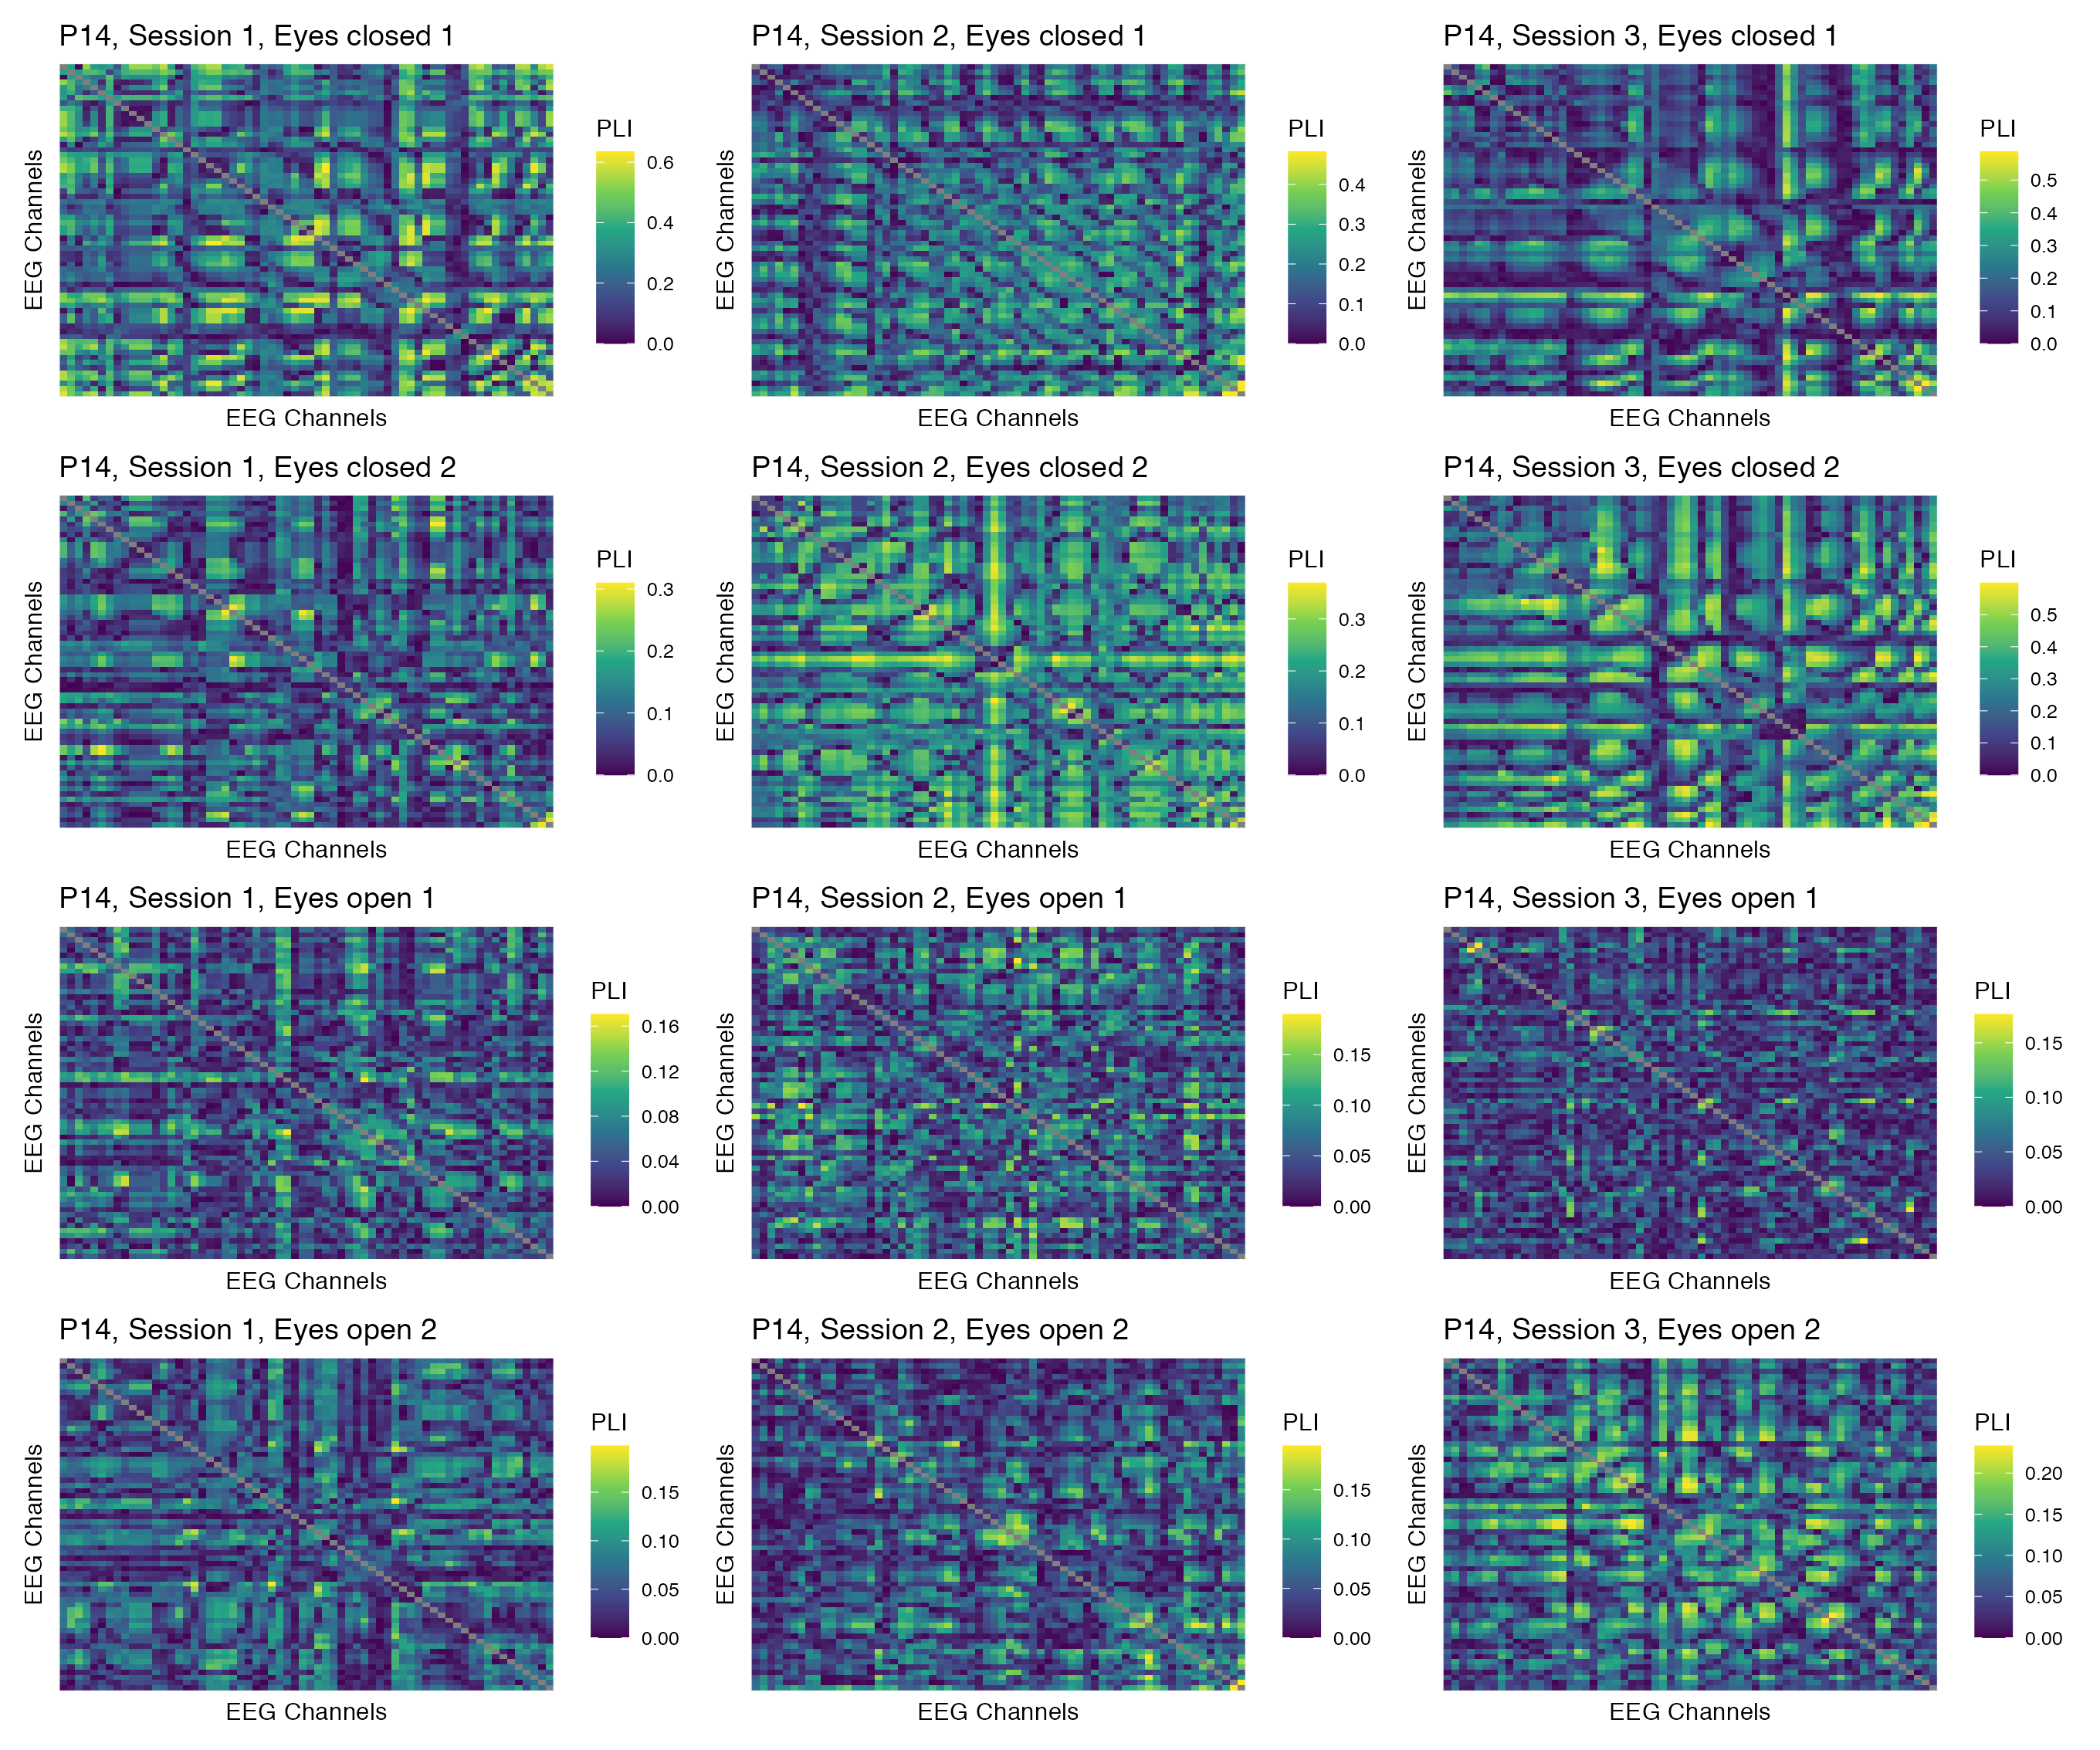 P14, Session 1, Eyes closed 1
P14, Session 2, Eyes closed 1
P14, Session 3, Eyes closed 1
EEG Channels
EEG Channels
PLI
0.6
0.4
0.2
0.0
EEG Channels
EEG Channels
PLI
0.4
0.3
0.2
0.1
0.0
EEG Channels
EEG Channels
PLI
0.5
0.4
0.3
0.2
0.1
0.0
P14, Session 1, Eyes closed 2
P14, Session 2, Eyes closed 2
P14, Session 3, Eyes closed 2
EEG Channels
EEG Channels
PLI
0.3
0.2
0.1
0.0
EEG Channels
EEG Channels
PLI
0.3
0.2
0.1
0.0
EEG Channels
EEG Channels
PLI
0.5
0.4
0.3
0.2
0.1
0.0
P14, Session 1, Eyes open 1
P14, Session 2, Eyes open 1
P14, Session 3, Eyes open 1
EEG Channels
EEG Channels
PLI
0.16
0.12
0.08
0.04
0.00
EEG Channels
EEG Channels
PLI
0.15
0.10
0.05
0.00
EEG Channels
EEG Channels
PLI
0.15
0.10
0.05
0.00
P14, Session 1, Eyes open 2
P14, Session 2, Eyes open 2
P14, Session 3, Eyes open 2
EEG Channels
EEG Channels
PLI
0.15
0.10
0.05
0.00
EEG Channels
EEG Channels
PLI
0.15
0.10
0.05
0.00
EEG Channels
EEG Channels
PLI
0.20
0.15
0.10
0.05
0.00